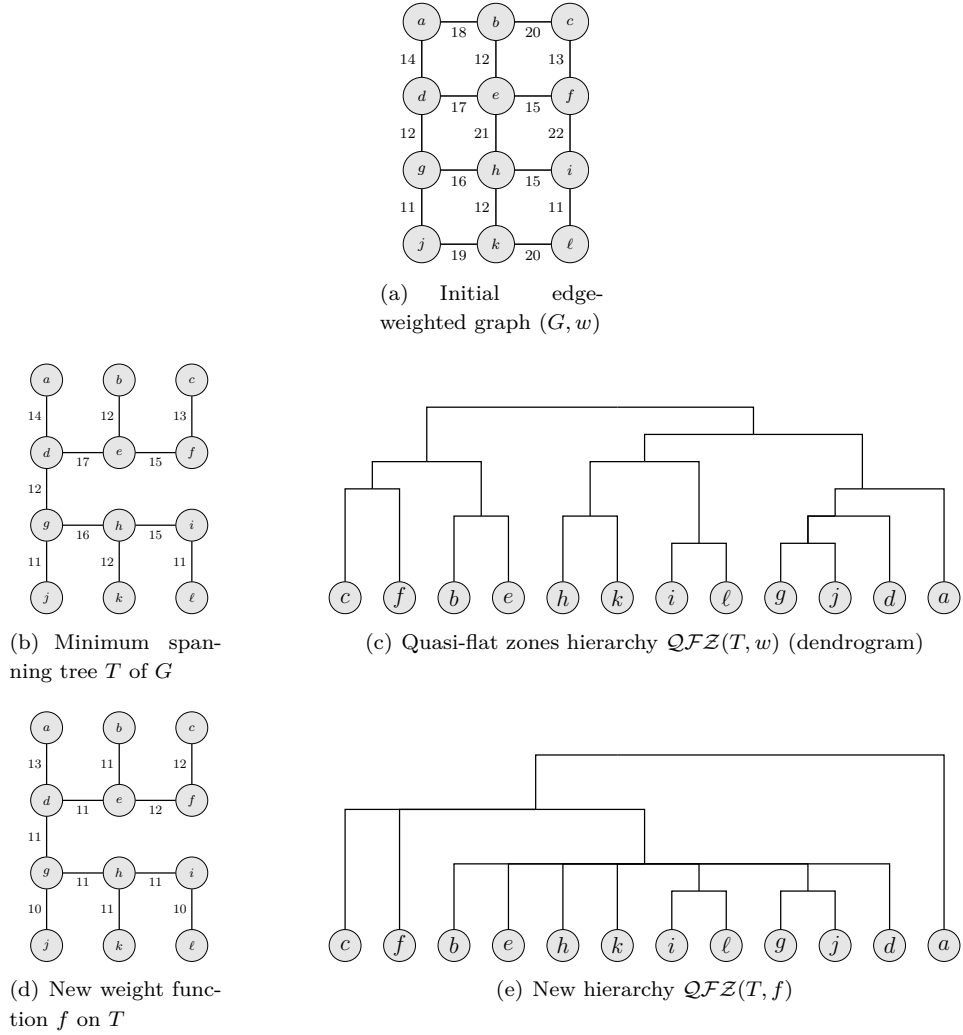 a b c
18 20
14 12 13
d e f
17 15
12 21 22
g h i
16 15
11 12 11
j k ℓ
19 20
(a) Initial edge-
weighted graph (G, w)
a b c
14 12 13
d e f
17 15
12
g h i
16 15
11 12 11
j k ℓ
(b) Minimum span-
ning tree T of G
c f b e h k i ℓ g j d a
(c) Quasi-flat zones hierarchy 𝒬ℱ𝒵(T, w) (dendrogram)
a b c
13 11 12
d e f
11 12
11
g h i
11 11
10 11 10
j k ℓ
(d) New weight func-
tion f on T
c f b e h k i ℓ g j d a
(e) New hierarchy 𝒬ℱ𝒵(T, f)